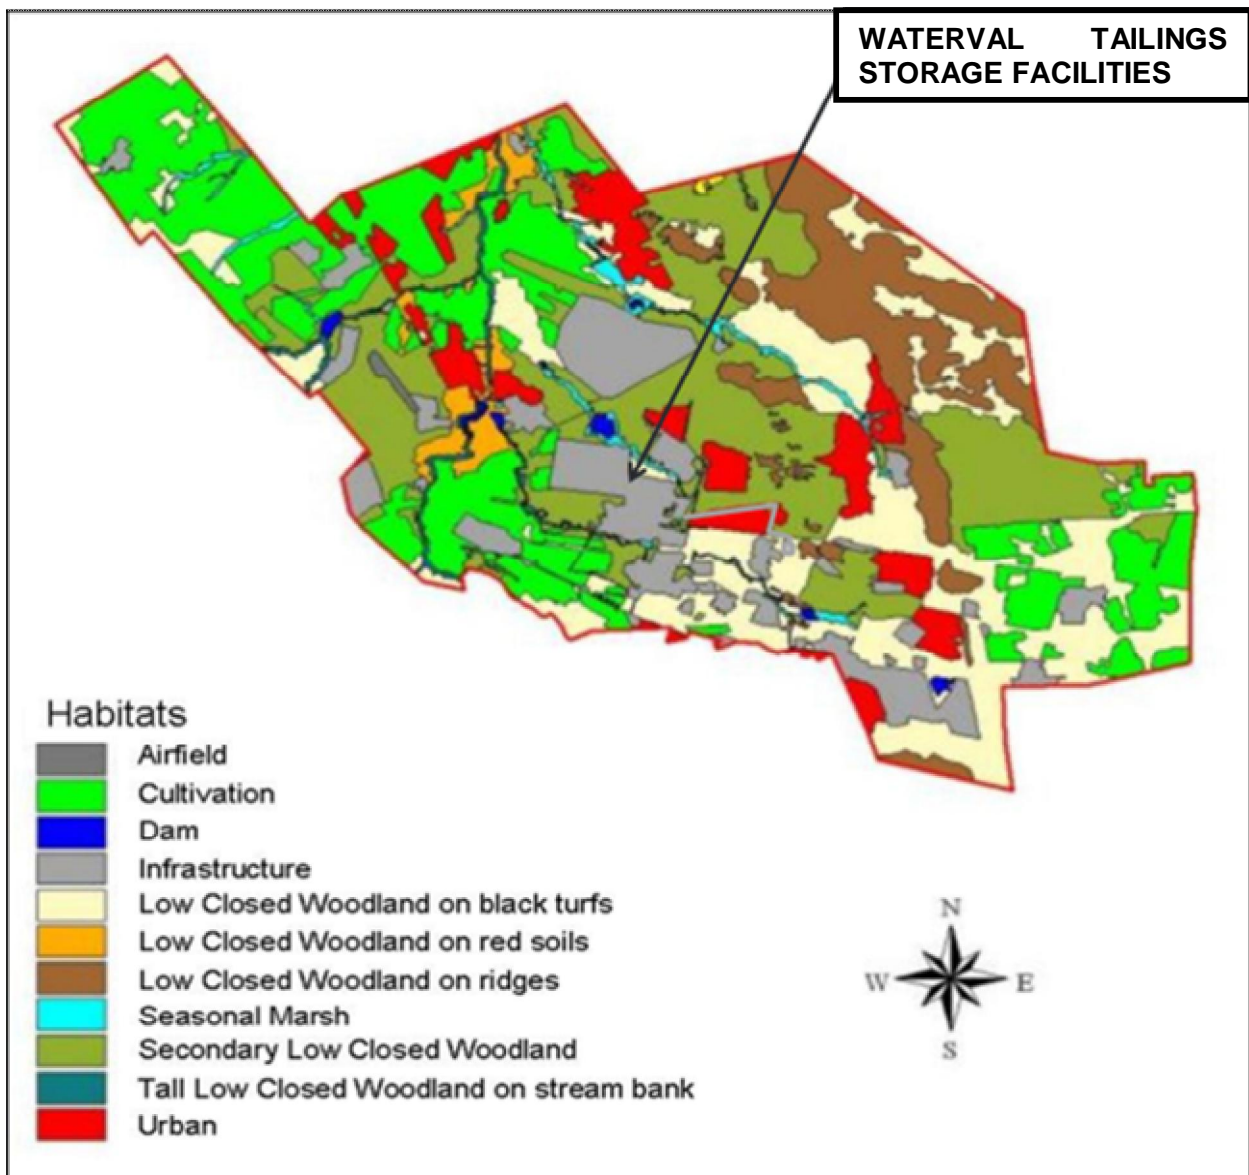 WATERVAL TAILINGS
STORAGE FACILITIES
Habitats
Airfield
Cultivation
Dam
Infrastructure
Low Closed Woodland on black turfs
Low Closed Woodland on red soils
Low Closed Woodland on ridges
Seasonal Marsh
Secondary Low Closed Woodland
Tall Low Closed Woodland on stream bank
Urban
N
W E
S